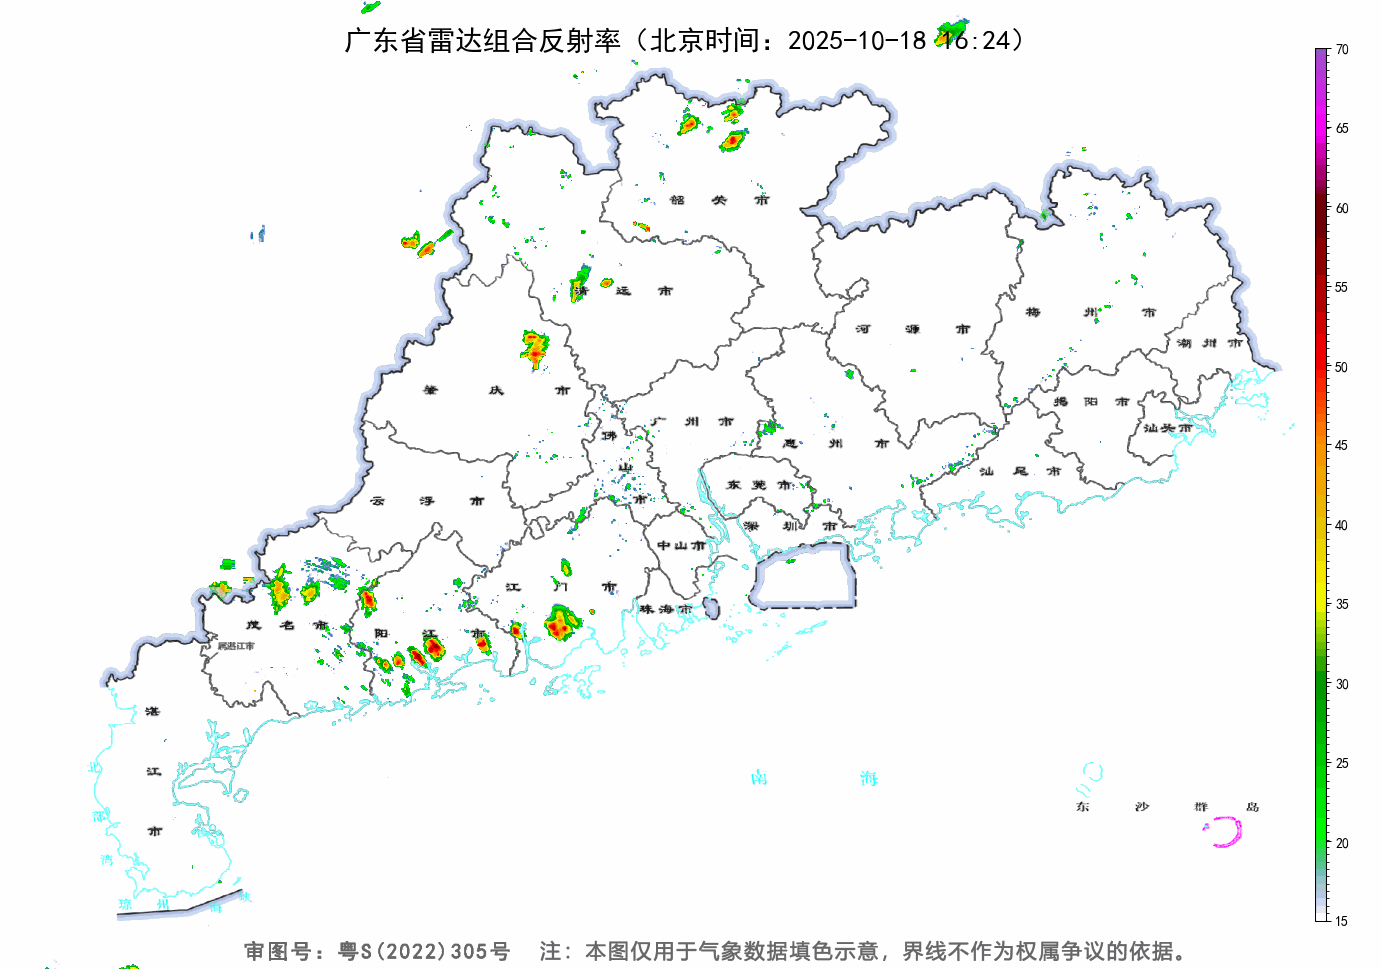 广东省雷达组合反射率（北京时间：2025-10-18 16:24）
70
65
60
55
50
45
40
35
30
25
20
15
韶关市
清远市
河源市
梅州市
潮州市
肇庆市
揭阳市
汕头市
广州市
佛山市
惠州市
汕尾市
云浮市
东莞市
深圳市
中山市
江门市
珠海市
茂名市
阳江市
属湛江市
湛江市
北部湾
琼州海峡
南海
东沙群岛
审图号：粤S(2022)305号 注：本图仅用于气象数据填色示意，界线不作为权属争议的依据。